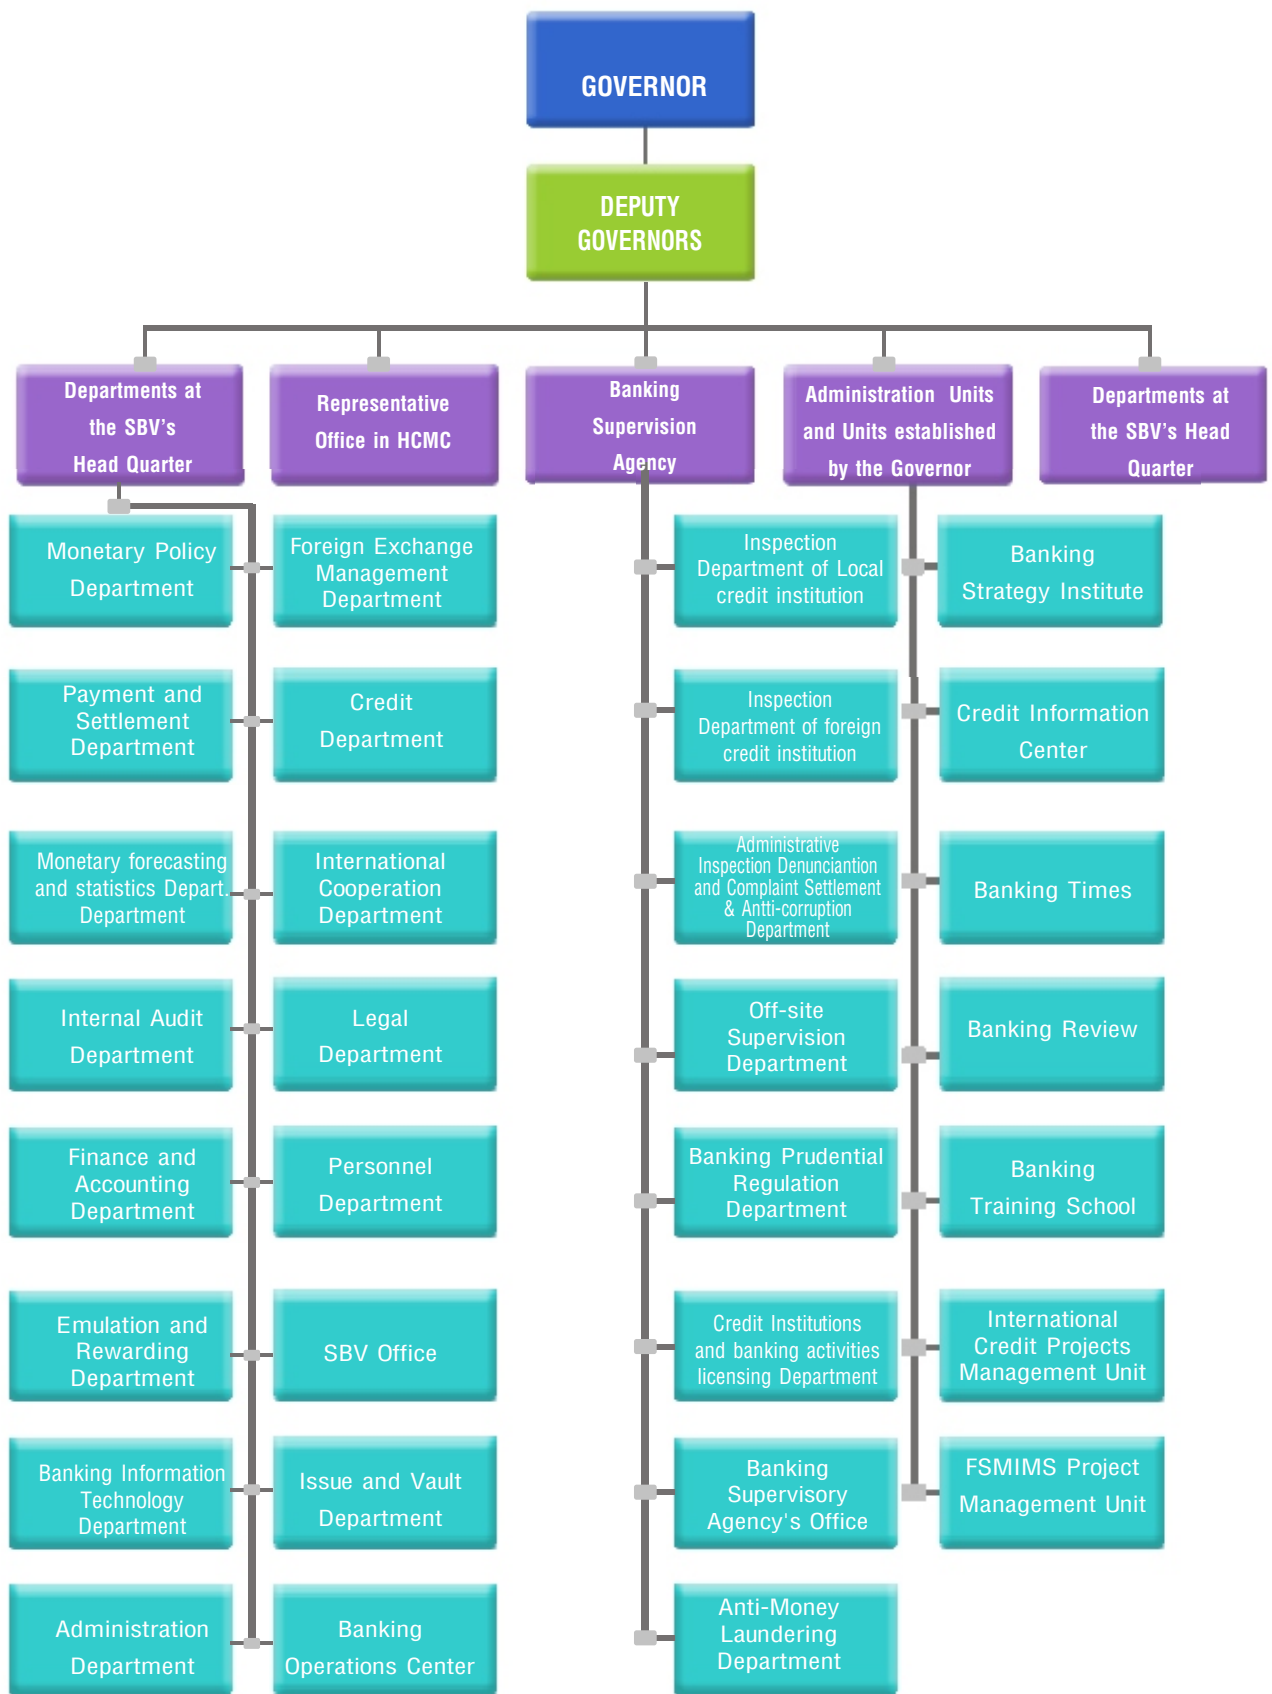 GOVERNOR
DEPUTY
GOVERNORS
Departments at
the SBV's
Head Quarter
Representative
Office in HCMC
Banking
Supervision
Agency
Administration Units
and Units established
by the Governor
Departments at
the SBV's Head
Quarter
Monetary Policy
Department
Foreign Exchange
Management
Department
Payment and
Settlement
Department
Credit
Department
Monetary forecasting
and statistics Depart.
Department
International
Cooperation
Department
Internal Audit
Department
Legal
Department
Finance and
Accounting
Department
Personnel
Department
Emulation and
Rewarding
Department
SBV Office
Banking Information
Technology
Department
Issue and Vault
Department
Administration
Department
Banking
Operations Center
Inspection
Department of Local
credit institution
Inspection
Department of foreign
credit institution
Administrative
Inspection Denunciantion
and Complaint Settlement
& Antti-corruption
Department
Off-site
Supervision
Department
Banking Prudential
Regulation
Department
Credit Institutions
and banking activities
licensing Department
Banking
Supervisory
Agency's Office
Anti-Money
Laundering
Department
Banking
Strategy Institute
Credit Information
Center
Banking Times
Banking Review
Banking
Training School
International
Credit Projects
Management Unit
FSMIMS Project
Management Unit